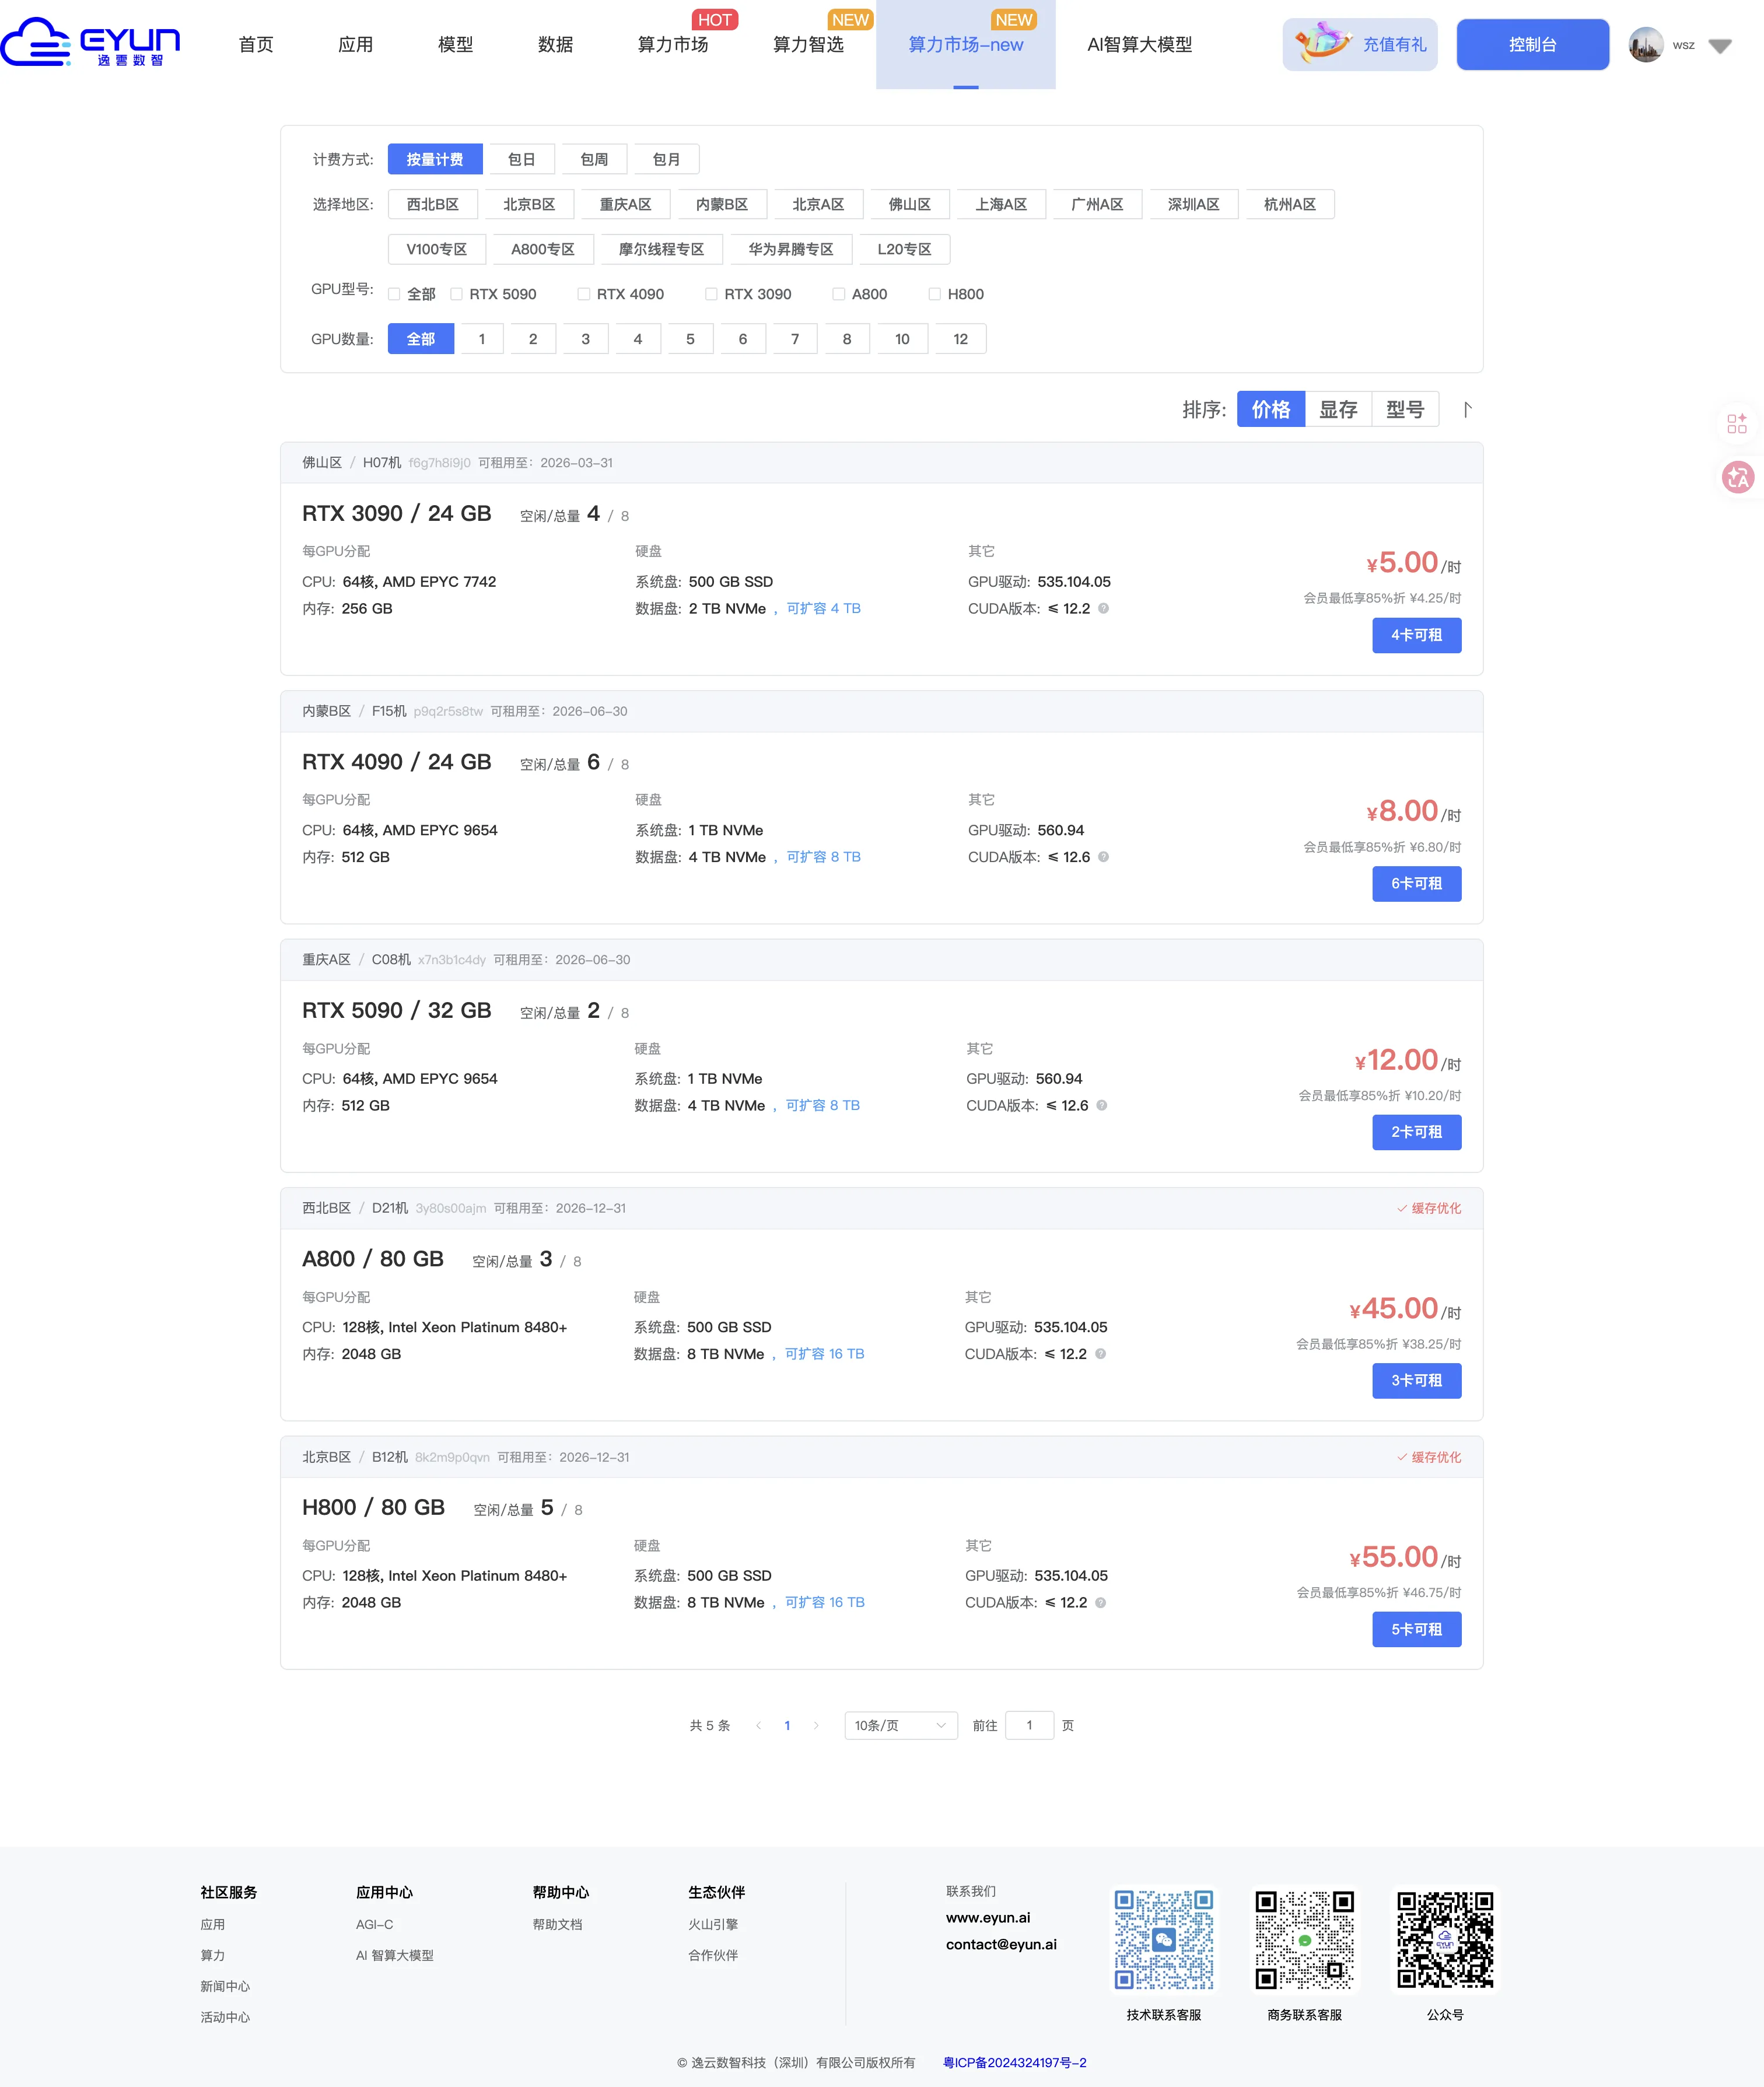 EYUN 逸雲数智
首页 应用 模型 数据 算力市场 HOT 算力智选 NEW 算力市场-new NEW AI智算大模型 充值有礼 控制台 wsz
计费方式: 按量计费 包日 包周 包月
选择地区: 西北B区 北京B区 重庆A区 内蒙B区 北京A区 佛山区 上海A区 广州A区 深圳A区 杭州A区
V100专区 A800专区 摩尔线程专区 华为昇腾专区 L20专区
GPU型号: 全部 RTX 5090 RTX 4090 RTX 3090 A800 H800
GPU数量: 全部 1 2 3 4 5 6 7 8 10 12
排序: 价格 显存 型号
佛山区 / H07机 f6g7h8i9j0 可租用至: 2026-03-31
RTX 3090 / 24 GB 空闲/总量 4 / 8
每GPU分配 硬盘 其它
CPU: 64核, AMD EPYC 7742 系统盘: 500 GB SSD GPU驱动: 535.104.05 ¥5.00/时
内存: 256 GB 数据盘: 2 TB NVMe ，可扩容 4 TB CUDA版本: ≤ 12.2 会员最低享85%折 ¥4.25/时
4卡可租
内蒙B区 / F15机 p9q2r5s8tw 可租用至: 2026-06-30
RTX 4090 / 24 GB 空闲/总量 6 / 8
每GPU分配 硬盘 其它
CPU: 64核, AMD EPYC 9654 系统盘: 1 TB NVMe GPU驱动: 560.94 ¥8.00/时
内存: 512 GB 数据盘: 4 TB NVMe ，可扩容 8 TB CUDA版本: ≤ 12.6 会员最低享85%折 ¥6.80/时
6卡可租
重庆A区 / C08机 x7n3b1c4dy 可租用至: 2026-06-30
RTX 5090 / 32 GB 空闲/总量 2 / 8
每GPU分配 硬盘 其它
CPU: 64核, AMD EPYC 9654 系统盘: 1 TB NVMe GPU驱动: 560.94 ¥12.00/时
内存: 512 GB 数据盘: 4 TB NVMe ，可扩容 8 TB CUDA版本: ≤ 12.6 会员最低享85%折 ¥10.20/时
2卡可租
西北B区 / D21机 3y80s00ajm 可租用至: 2026-12-31 缓存优化
A800 / 80 GB 空闲/总量 3 / 8
每GPU分配 硬盘 其它
CPU: 128核, Intel Xeon Platinum 8480+ 系统盘: 500 GB SSD GPU驱动: 535.104.05 ¥45.00/时
内存: 2048 GB 数据盘: 8 TB NVMe ，可扩容 16 TB CUDA版本: ≤ 12.2 会员最低享85%折 ¥38.25/时
3卡可租
北京B区 / B12机 8k2m9p0qvn 可租用至: 2026-12-31 缓存优化
H800 / 80 GB 空闲/总量 5 / 8
每GPU分配 硬盘 其它
CPU: 128核, Intel Xeon Platinum 8480+ 系统盘: 500 GB SSD GPU驱动: 535.104.05 ¥55.00/时
内存: 2048 GB 数据盘: 8 TB NVMe ，可扩容 16 TB CUDA版本: ≤ 12.2 会员最低享85%折 ¥46.75/时
5卡可租
共 5 条 1 10条/页 前往 1 页
社区服务 应用中心 帮助中心 生态伙伴 联系我们
应用 AGI-C 帮助文档 火山引擎 www.eyun.ai
算力 AI 智算大模型 合作伙伴 contact@eyun.ai
新闻中心
活动中心 技术联系客服 商务联系客服 公众号
© 逸云数智科技（深圳）有限公司版权所有 粤ICP备2024324197号-2